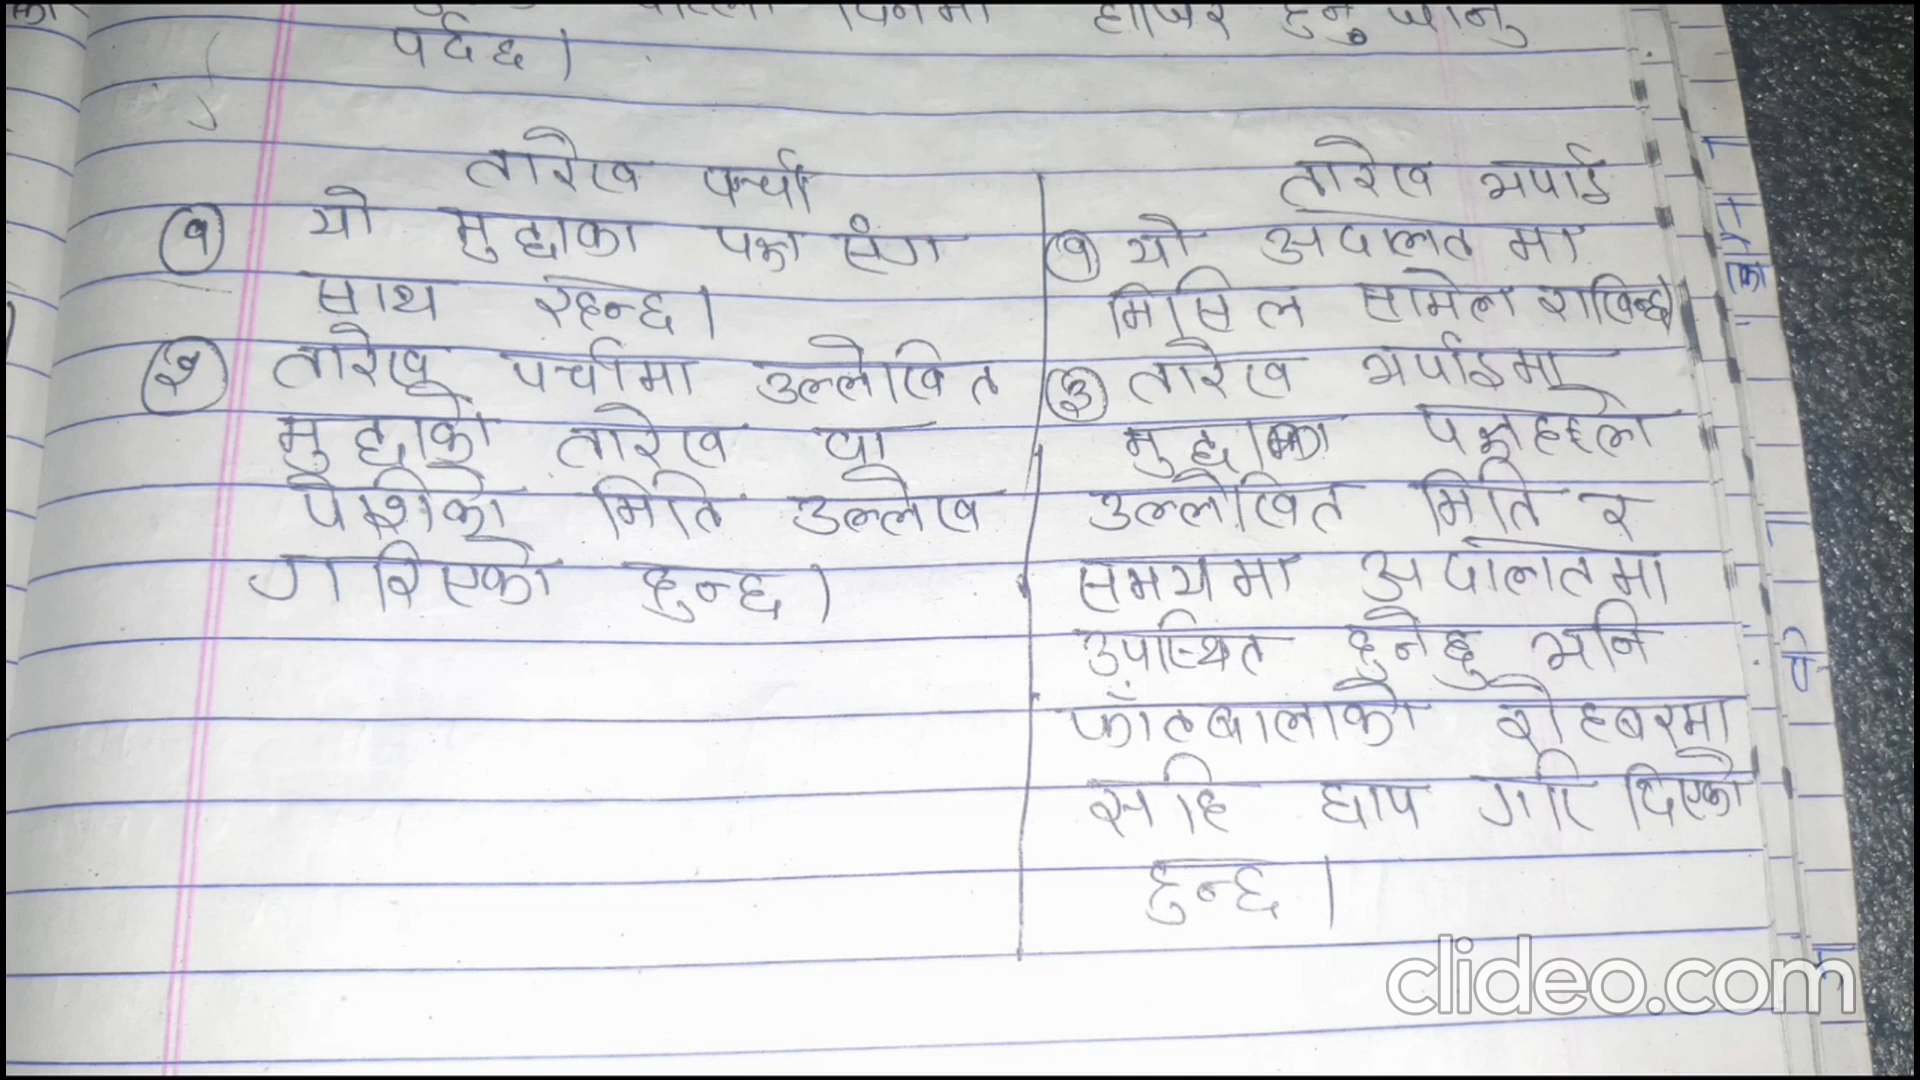 हाजिर हुनु जानु
पर्दछ।
तारेख पर्चा
१ यो मुद्दाका पक्ष संग
साथ रहन्छ।
२ तारेख पर्चामा उल्लेखित
मुद्दाको तारेख वा
पेशीको मिति उल्लेख
गरिएको हुन्छ।
तारेख भर्पाई
१ यो अदालत मा
मिसिल सामेल राखिन्छ
२ तारेख भर्पाइमा
मुद्दाका पक्षहरुले
उल्लेखित मिति र
समयमा अदालतमा
उपस्थित हुनेछु भनि
फाँटवालाको रोहबरमा
सहि छाप गरि दिएको
हुन्छ।
clideo.com